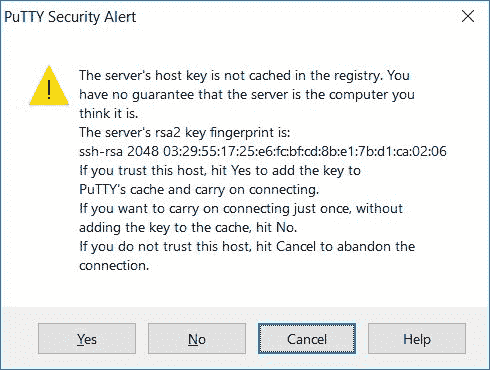 PuTTY Security Alert
The server's host key is not cached in the registry. You
have no guarantee that the server is the computer you
think it is.
The server's rsa2 key fingerprint is:
ssh-rsa 2048 03:29:55:17:25:e6:fc:bf:cd:8b:e1:7b:d1:ca:02:06
If you trust this host, hit Yes to add the key to
PuTTY's cache and carry on connecting.
If you want to carry on connecting just once, without
adding the key to the cache, hit No.
If you do not trust this host, hit Cancel to abandon the
connection.
Yes No Cancel Help